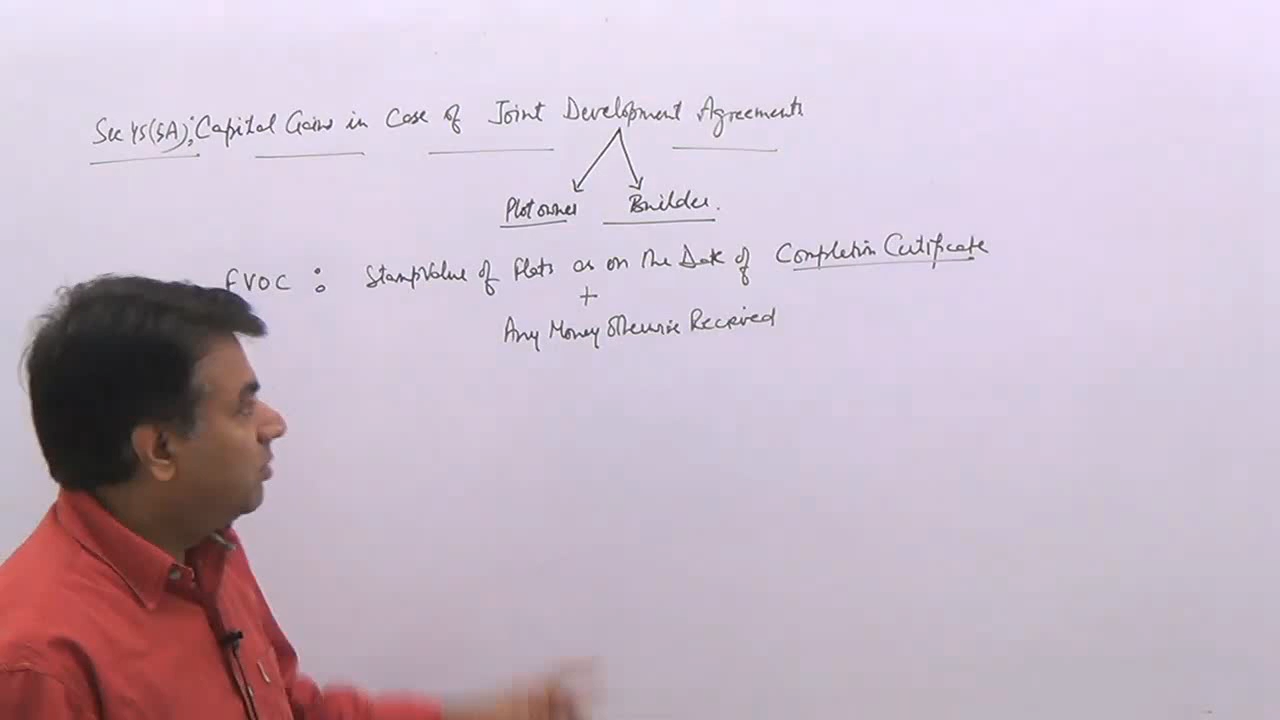 Sec 45(5A): Capital Gains in Case of Joint Development Agreements
Plot owner Builder.
FVOC : Stamp Value of Flats as on the Date of Completion Certificate
+
Any Money otherwise Received